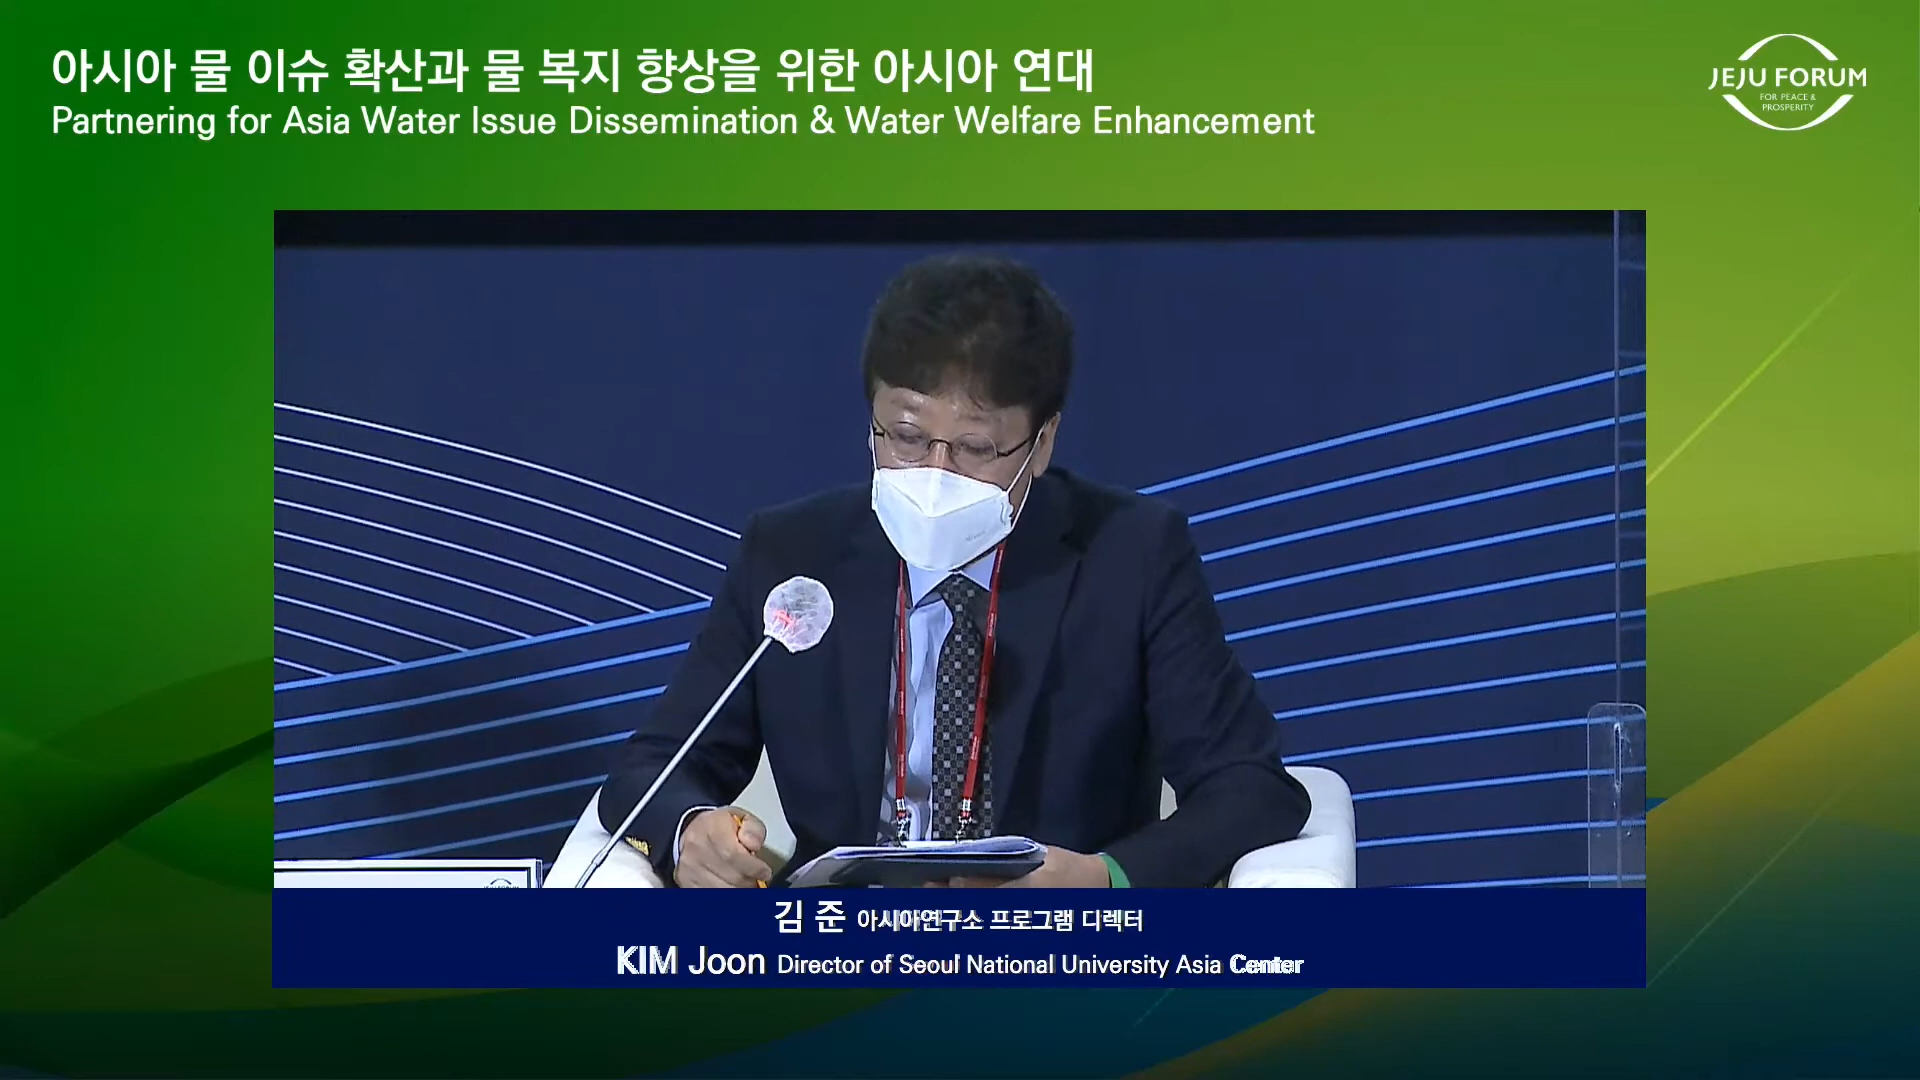 아시아 물 이슈 확산과 물 복지 향상을 위한 아시아 연대
Partnering for Asia Water Issue Dissemination & Water Welfare Enhancement
JEJU FORUM
FOR PEACE &
PROSPERITY
김 준 아시아연구소 프로그램 디렉터
KIM Joon Director of Seoul National University Asia Center